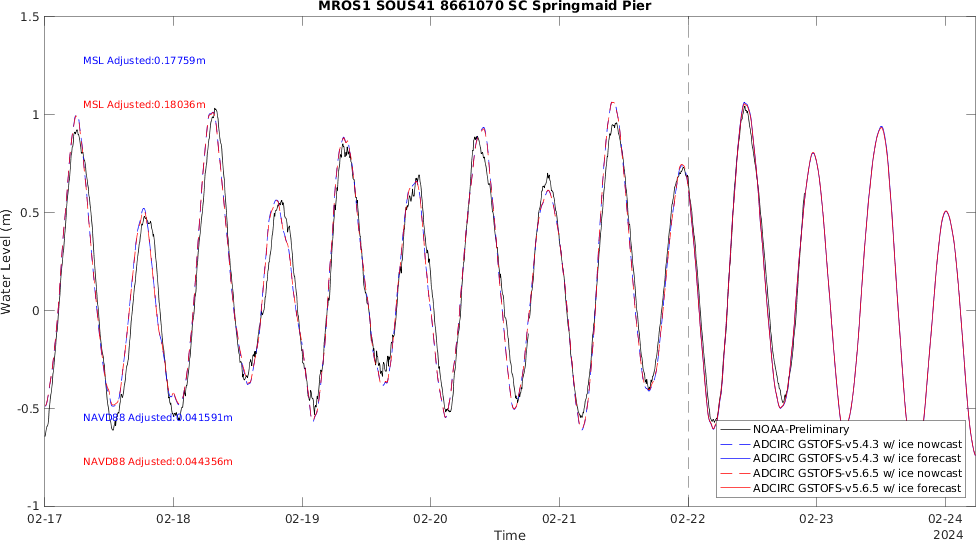 MROS1 SOUS41 8661070 SC Springmaid Pier
1.5
MSL Adjusted:0.17759m
MSL Adjusted:0.18036m
1
0.5
Water Level (m)
0
-0.5
NAVD88 Adjusted:0.041591m
NAVD88 Adjusted:0.044356m
-1
NOAA-Preliminary
ADCIRC GSTOFS-v5.4.3 w/ ice nowcast
ADCIRC GSTOFS-v5.4.3 w/ ice forecast
ADCIRC GSTOFS-v5.6.5 w/ ice nowcast
ADCIRC GSTOFS-v5.6.5 w/ ice forecast
02-17 02-18 02-19 02-20 02-21 02-22 02-23 02-24
Time
2024